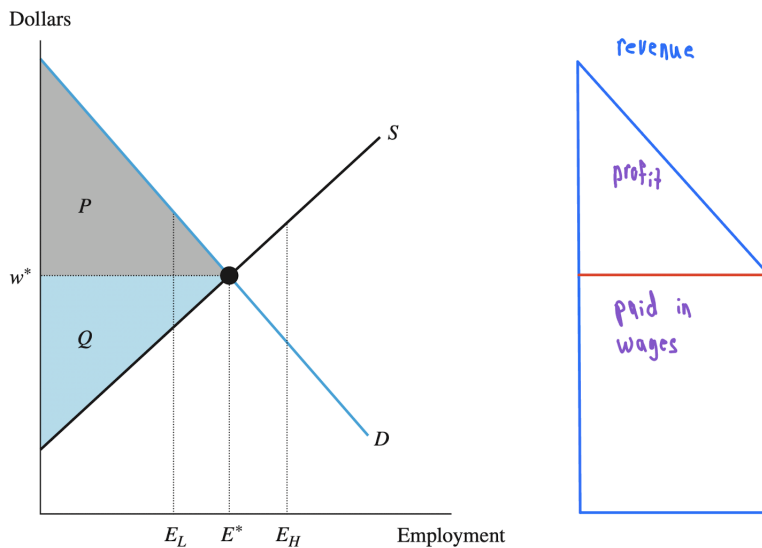 Dollars
revenue
S
profit
P
w*
paid in
wages
Q
D
E_L E* E_H Employment